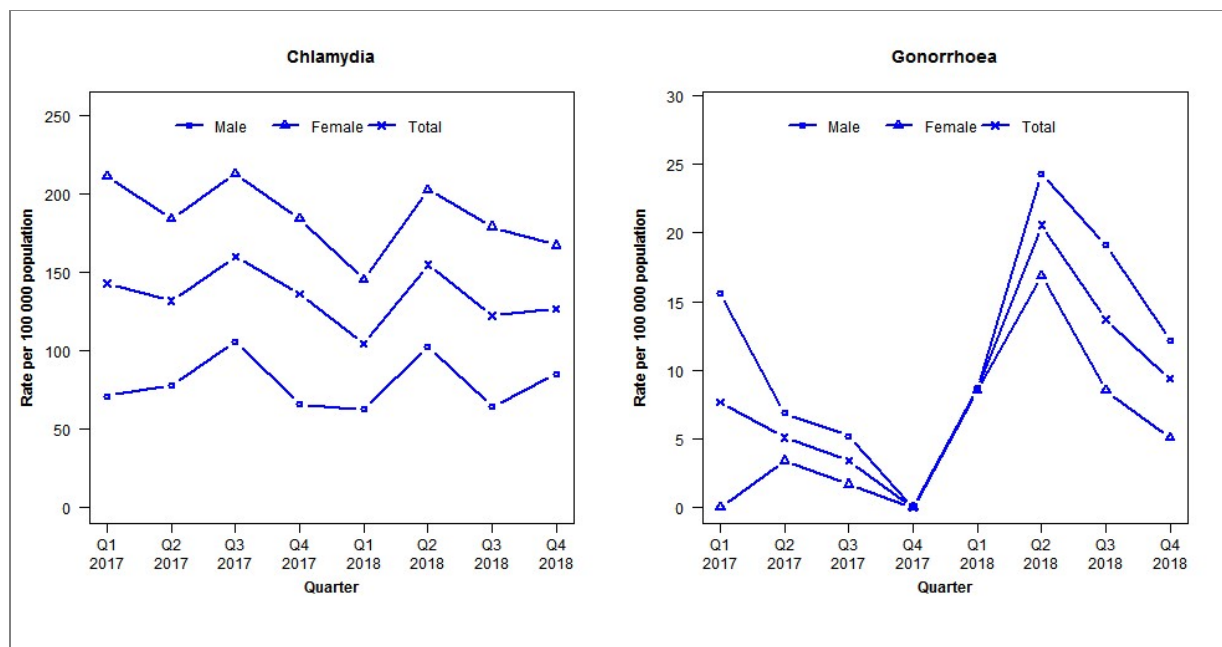 Chlamydia
250
200
150
100
50
0
Rate per 100 000 population
Male Female Total
Q1 Q2 Q3 Q4 Q1 Q2 Q3 Q4
2017 2017 2017 2017 2018 2018 2018 2018
Quarter
Gonorrhoea
30
25
20
15
10
5
0
Rate per 100 000 population
Male Female Total
Q1 Q2 Q3 Q4 Q1 Q2 Q3 Q4
2017 2017 2017 2017 2018 2018 2018 2018
Quarter